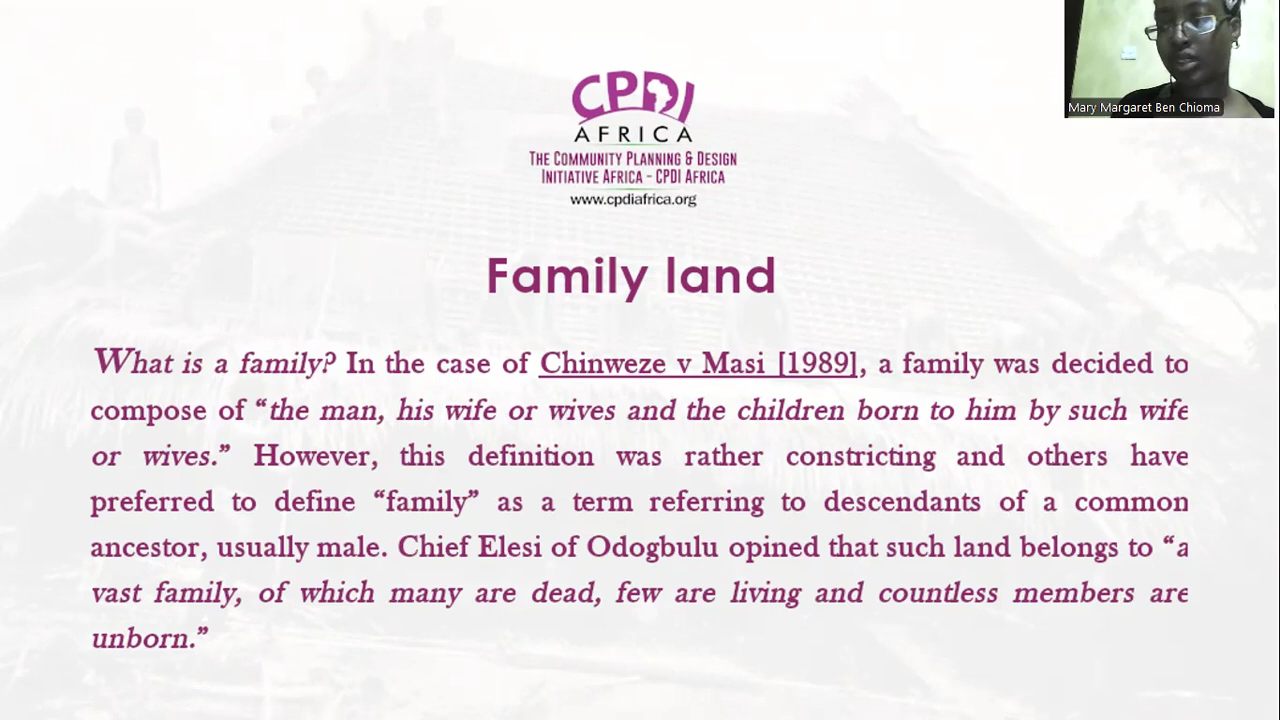 CPDI
AFRICA
THE COMMUNITY PLANNING & DESIGN
INITIATIVE AFRICA - CPDI AFRICA
www.cpdiafrica.org
Mary Margaret Ben Chioma
Family land
What is a family? In the case of Chinweze v Masi [1989], a family was decided to
compose of “the man, his wife or wives and the children born to him by such wife
or wives.” However, this definition was rather constricting and others have
preferred to define “family” as a term referring to descendants of a common
ancestor, usually male. Chief Elesi of Odogbulu opined that such land belongs to “a
vast family, of which many are dead, few are living and countless members are
unborn.”